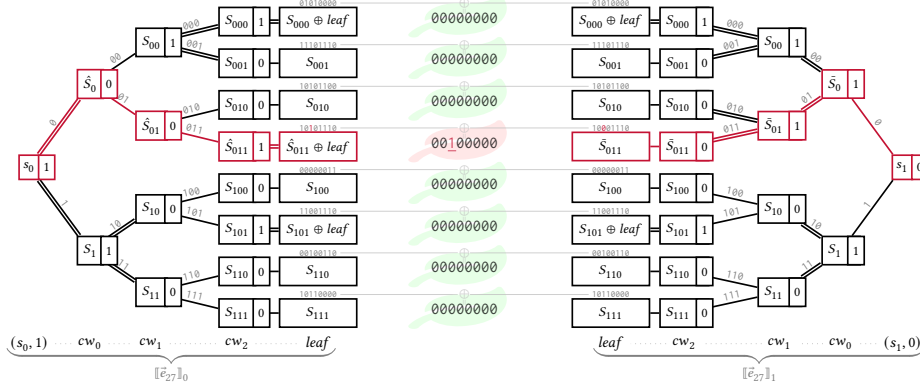 01010000 00000000 01010000
S₀₀₀ 1 S₀₀₀ ⊕ leaf S₀₀₀ ⊕ leaf S₀₀₀ 1
000 000
S₀₀ 1 S₀₀ 1
11101110 00000000 11101110
001 001
S₀₀₁ 0 S₀₀₁ S₀₀₁ S₀₀₁ 0
00 00
Ŝ₀ 0 S̄₀ 1
10101100 00000000 10101100
01 01
S₀₁₀ 0 S₀₁₀ S₀₁₀ S₀₁₀ 0
010 010
0 Ŝ₀₁ 0 S̄₀₁ 1 0
10101110 00100000 10001110
011 011
Ŝ₀₁₁ 1 Ŝ₀₁₁ ⊕ leaf S̄₀₁₁ S̄₀₁₁ 0
s₀ 1 s₁ 0
00000011 00000000 00000011
S₁₀₀ 0 S₁₀₀ S₁₀₀ S₁₀₀ 0
100 100
1 S₁₀ 0 S₁₀ 0 1
11001110 00000000 11001110
101 101
S₁₀₁ 1 S₁₀₁ ⊕ leaf S₁₀₁ ⊕ leaf S₁₀₁ 1
10 10
S₁ 1 S₁ 1
00100110 00000000 00100110
11 11
S₁₁₀ 0 S₁₁₀ S₁₁₀ S₁₁₀ 0
110 110
S₁₁ 0 S₁₁ 0
10110000 00000000 10110000
111 111
S₁₁₁ 0 S₁₁₁ S₁₁₁ S₁₁₁ 0
(s₀, 1) cw₀ cw₁ cw₂ leaf leaf cw₂ cw₁ cw₀ (s₁, 0)
⟦e⃗₂₇⟧₀ ⟦e⃗₂₇⟧₁